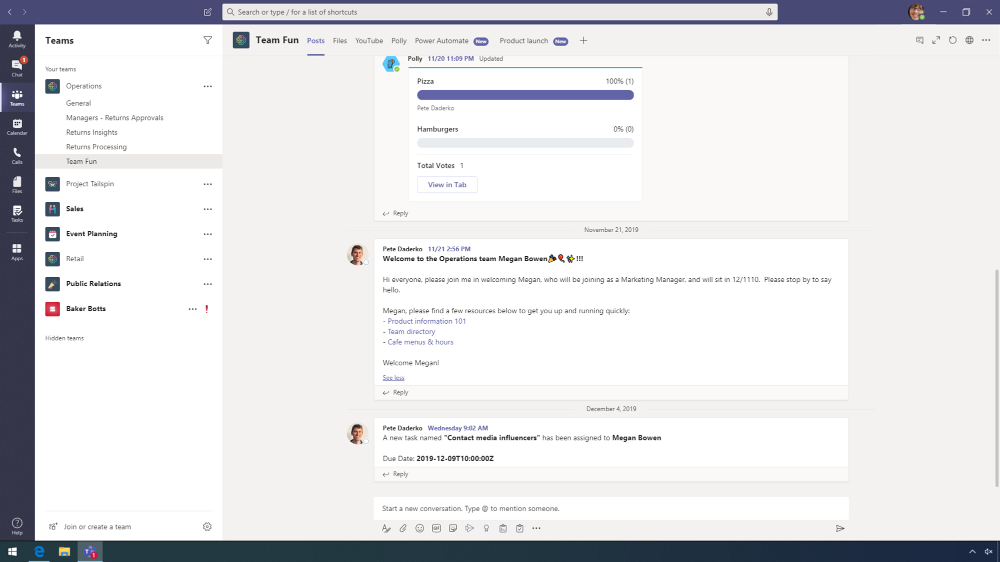 Search or type / for a list of shortcuts
Activity
1
Chat
Teams
Calendar
Calls
Files
Tasks
Apps
Help
Teams
Your teams
Operations
General
Managers - Returns Approvals
Returns Insights
Returns Processing
Team Fun
Project Tailspin
Sales
Event Planning
Retail
Public Relations
Baker Botts
Hidden teams
Join or create a team
Team Fun Posts Files YouTube Polly Power Automate New Product launch New
Polly 11/20 11:09 PM Updated
Pizza 100% (1)
Pete Daderko
Hamburgers 0% (0)
Total Votes 1
View in Tab
Reply
November 21, 2019
Pete Daderko 11/21 2:56 PM
Welcome to the Operations team Megan Bowen🎉🎈✨!!!
Hi everyone, please join me in welcoming Megan, who will be joining as a Marketing Manager, and will sit in 12/1110. Please stop by to say
hello.
Megan, please find a few resources below to get you up and running quickly:
- Product information 101
- Team directory
- Cafe menus & hours
Welcome Megan!
See less
Reply
December 4, 2019
Pete Daderko Wednesday 9:02 AM
A new task named "Contact media influencers" has been assigned to Megan Bowen
Due Date: 2019-12-09T10:00:00Z
Reply
Start a new conversation. Type @ to mention someone.
GIF
T
1